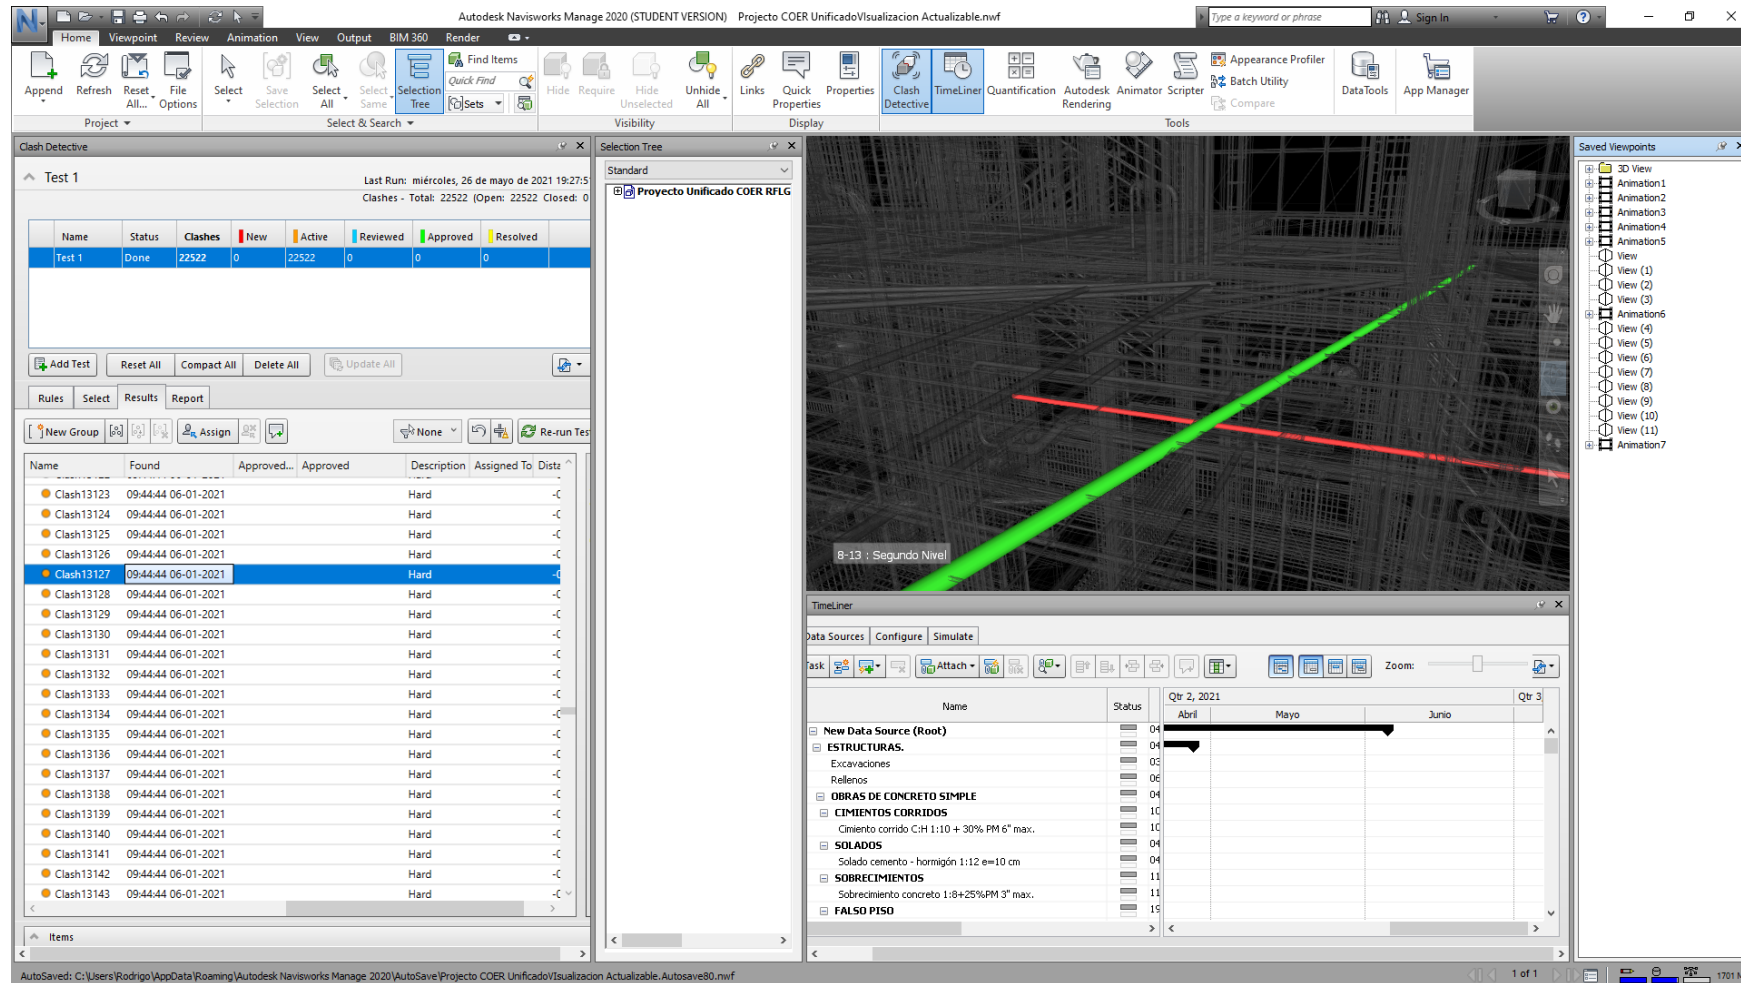 Autodesk Navisworks Manage 2020 (STUDENT VERSION) Projecto COER UnificadoVIsualizacion Actualizable.nwf
Type a keyword or phrase
Sign In
Home Viewpoint Review Animation View Output BIM 360 Render
Append Refresh Reset All... File Options
Project
Select Save Selection Select All Select Same Selection Tree
Find Items
Quick Find
Sets
Select & Search
Hide Require Hide Unselected Unhide All
Visibility
Links Quick Properties Properties
Display
Clash Detective TimeLiner Quantification Autodesk Rendering Animator Scripter
Appearance Profiler
Batch Utility
Compare
DataTools App Manager
Tools
Clash Detective
Test 1
Last Run: miércoles, 26 de mayo de 2021 19:27:5
Clashes - Total: 22522 (Open: 22522 Closed: 0
Name Status Clashes New Active Reviewed Approved Resolved
Test 1 Done 22522 0 22522 0 0 0
Add Test Reset All Compact All Delete All Update All
Rules Select Results Report
New Group Assign None Re-run Tes
Name Found Approved... Approved Description Assigned To Dista
Clash13123 09:44:44 06-01-2021 Hard
Clash13124 09:44:44 06-01-2021 Hard
Clash13125 09:44:44 06-01-2021 Hard
Clash13126 09:44:44 06-01-2021 Hard
Clash13127 09:44:44 06-01-2021 Hard
Clash13128 09:44:44 06-01-2021 Hard
Clash13129 09:44:44 06-01-2021 Hard
Clash13130 09:44:44 06-01-2021 Hard
Clash13131 09:44:44 06-01-2021 Hard
Clash13132 09:44:44 06-01-2021 Hard
Clash13133 09:44:44 06-01-2021 Hard
Clash13134 09:44:44 06-01-2021 Hard
Clash13135 09:44:44 06-01-2021 Hard
Clash13136 09:44:44 06-01-2021 Hard
Clash13137 09:44:44 06-01-2021 Hard
Clash13138 09:44:44 06-01-2021 Hard
Clash13139 09:44:44 06-01-2021 Hard
Clash13140 09:44:44 06-01-2021 Hard
Clash13141 09:44:44 06-01-2021 Hard
Clash13142 09:44:44 06-01-2021 Hard
Clash13143 09:44:44 06-01-2021 Hard
Items
Selection Tree
Standard
Proyecto Unificado COER RFLG
8-13 : Segundo Nivel
TimeLiner
Data Sources Configure Simulate
Task Attach Zoom:
Name Status Qtr 2, 2021 Qtr 3
Abril Mayo Junio
New Data Source (Root) 04
ESTRUCTURAS. 04
Excavaciones 03
Rellenos 06
OBRAS DE CONCRETO SIMPLE 04
CIMIENTOS CORRIDOS 10
Cimiento corrido C:H 1:10 + 30% PM 6" max. 10
SOLADOS 04
Solado cemento - hormigón 1:12 e=10 cm 04
SOBRECIMIENTOS 11
Sobrecimiento concreto 1:8+25%PM 3" max. 11
FALSO PISO 19
Saved Viewpoints
3D View
Animation1
Animation2
Animation3
Animation4
Animation5
View
View (1)
View (2)
View (3)
Animation6
View (4)
View (5)
View (6)
View (7)
View (8)
View (9)
View (10)
View (11)
Animation7
AutoSaved: C:\Users\Rodrigo\AppData\Roaming\Autodesk Navisworks Manage 2020\AutoSave\Projecto COER UnificadoVIsualizacion Actualizable.Autosave80.nwf
1 of 1
1701 M